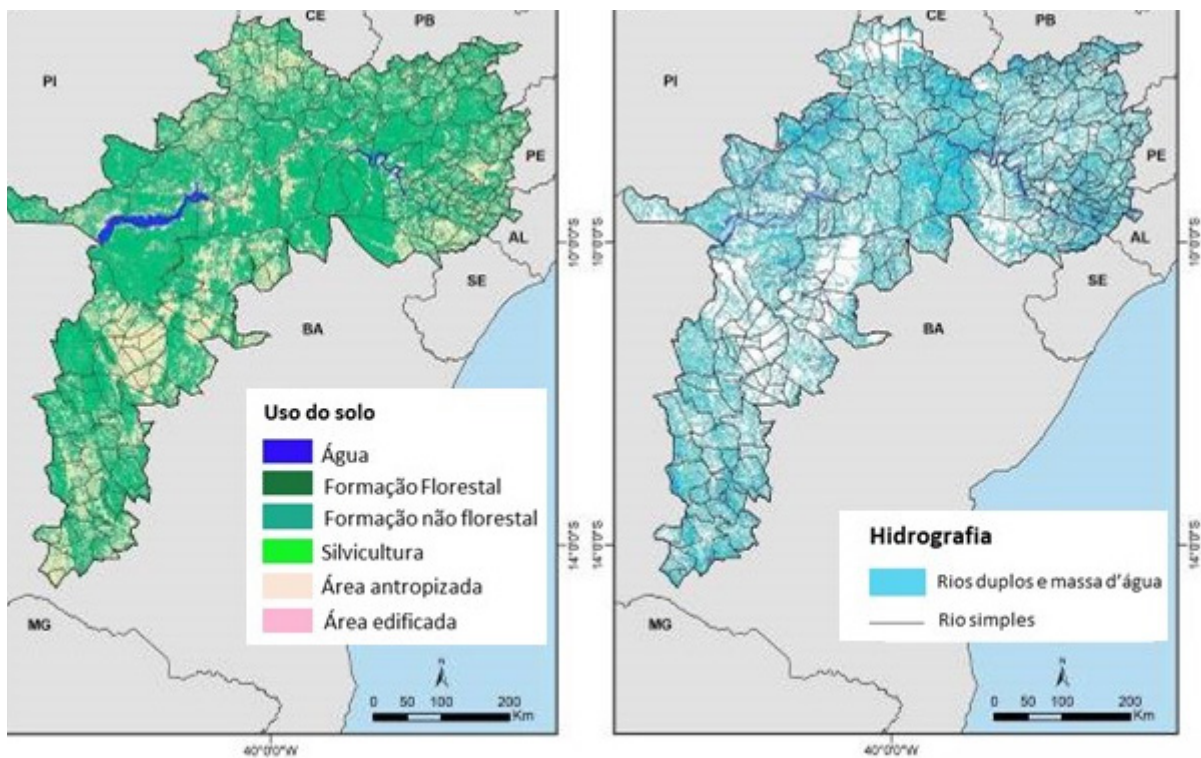 CE
PB
PI
PE
AL
SE
BA
MG
10°0'0"S
14°0'0"S
40°0'0"W
Uso do solo
Água
Formação Florestal
Formação não florestal
Silvicultura
Área antropizada
Área edificada
N
0 50 100 200
Km
CE
PB
PI
PE
AL
SE
BA
MG
10°0'0"S
14°0'0"S
40°0'0"W
Hidrografia
Rios duplos e massa d'água
Rio simples
N
0 50 100 200
Km